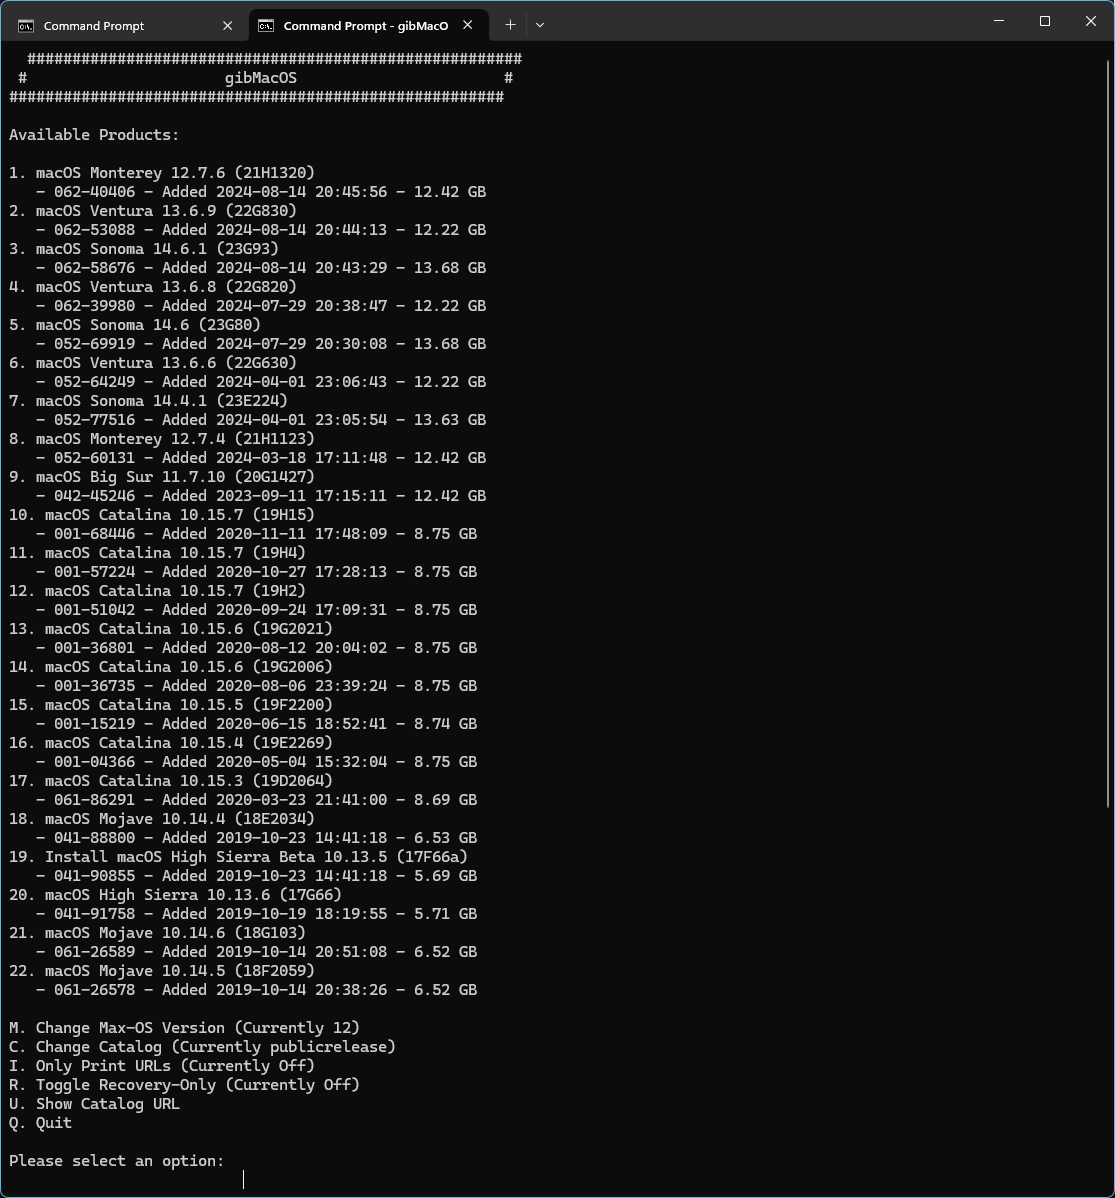 Command Prompt
Command Prompt - gibMacO
#######################################################
# gibMacOS #
#######################################################
Available Products:
1. macOS Monterey 12.7.6 (21H1320)
- 062-40406 - Added 2024-08-14 20:45:56 - 12.42 GB
2. macOS Ventura 13.6.9 (22G830)
- 062-53088 - Added 2024-08-14 20:44:13 - 12.22 GB
3. macOS Sonoma 14.6.1 (23G93)
- 062-58676 - Added 2024-08-14 20:43:29 - 13.68 GB
4. macOS Ventura 13.6.8 (22G820)
- 062-39980 - Added 2024-07-29 20:38:47 - 12.22 GB
5. macOS Sonoma 14.6 (23G80)
- 052-69919 - Added 2024-07-29 20:30:08 - 13.68 GB
6. macOS Ventura 13.6.6 (22G630)
- 052-64249 - Added 2024-04-01 23:06:43 - 12.22 GB
7. macOS Sonoma 14.4.1 (23E224)
- 052-77516 - Added 2024-04-01 23:05:54 - 13.63 GB
8. macOS Monterey 12.7.4 (21H1123)
- 052-60131 - Added 2024-03-18 17:11:48 - 12.42 GB
9. macOS Big Sur 11.7.10 (20G1427)
- 042-45246 - Added 2023-09-11 17:15:11 - 12.42 GB
10. macOS Catalina 10.15.7 (19H15)
- 001-68446 - Added 2020-11-11 17:48:09 - 8.75 GB
11. macOS Catalina 10.15.7 (19H4)
- 001-57224 - Added 2020-10-27 17:28:13 - 8.75 GB
12. macOS Catalina 10.15.7 (19H2)
- 001-51042 - Added 2020-09-24 17:09:31 - 8.75 GB
13. macOS Catalina 10.15.6 (19G2021)
- 001-36801 - Added 2020-08-12 20:04:02 - 8.75 GB
14. macOS Catalina 10.15.6 (19G2006)
- 001-36735 - Added 2020-08-06 23:39:24 - 8.75 GB
15. macOS Catalina 10.15.5 (19F2200)
- 001-15219 - Added 2020-06-15 18:52:41 - 8.74 GB
16. macOS Catalina 10.15.4 (19E2269)
- 001-04366 - Added 2020-05-04 15:32:04 - 8.75 GB
17. macOS Catalina 10.15.3 (19D2064)
- 061-86291 - Added 2020-03-23 21:41:00 - 8.69 GB
18. macOS Mojave 10.14.4 (18E2034)
- 041-88800 - Added 2019-10-23 14:41:18 - 6.53 GB
19. Install macOS High Sierra Beta 10.13.5 (17F66a)
- 041-90855 - Added 2019-10-23 14:41:18 - 5.69 GB
20. macOS High Sierra 10.13.6 (17G66)
- 041-91758 - Added 2019-10-19 18:19:55 - 5.71 GB
21. macOS Mojave 10.14.6 (18G103)
- 061-26589 - Added 2019-10-14 20:51:08 - 6.52 GB
22. macOS Mojave 10.14.5 (18F2059)
- 061-26578 - Added 2019-10-14 20:38:26 - 6.52 GB
M. Change Max-OS Version (Currently 12)
C. Change Catalog (Currently publicrelease)
I. Only Print URLs (Currently Off)
R. Toggle Recovery-Only (Currently Off)
U. Show Catalog URL
Q. Quit
Please select an option: